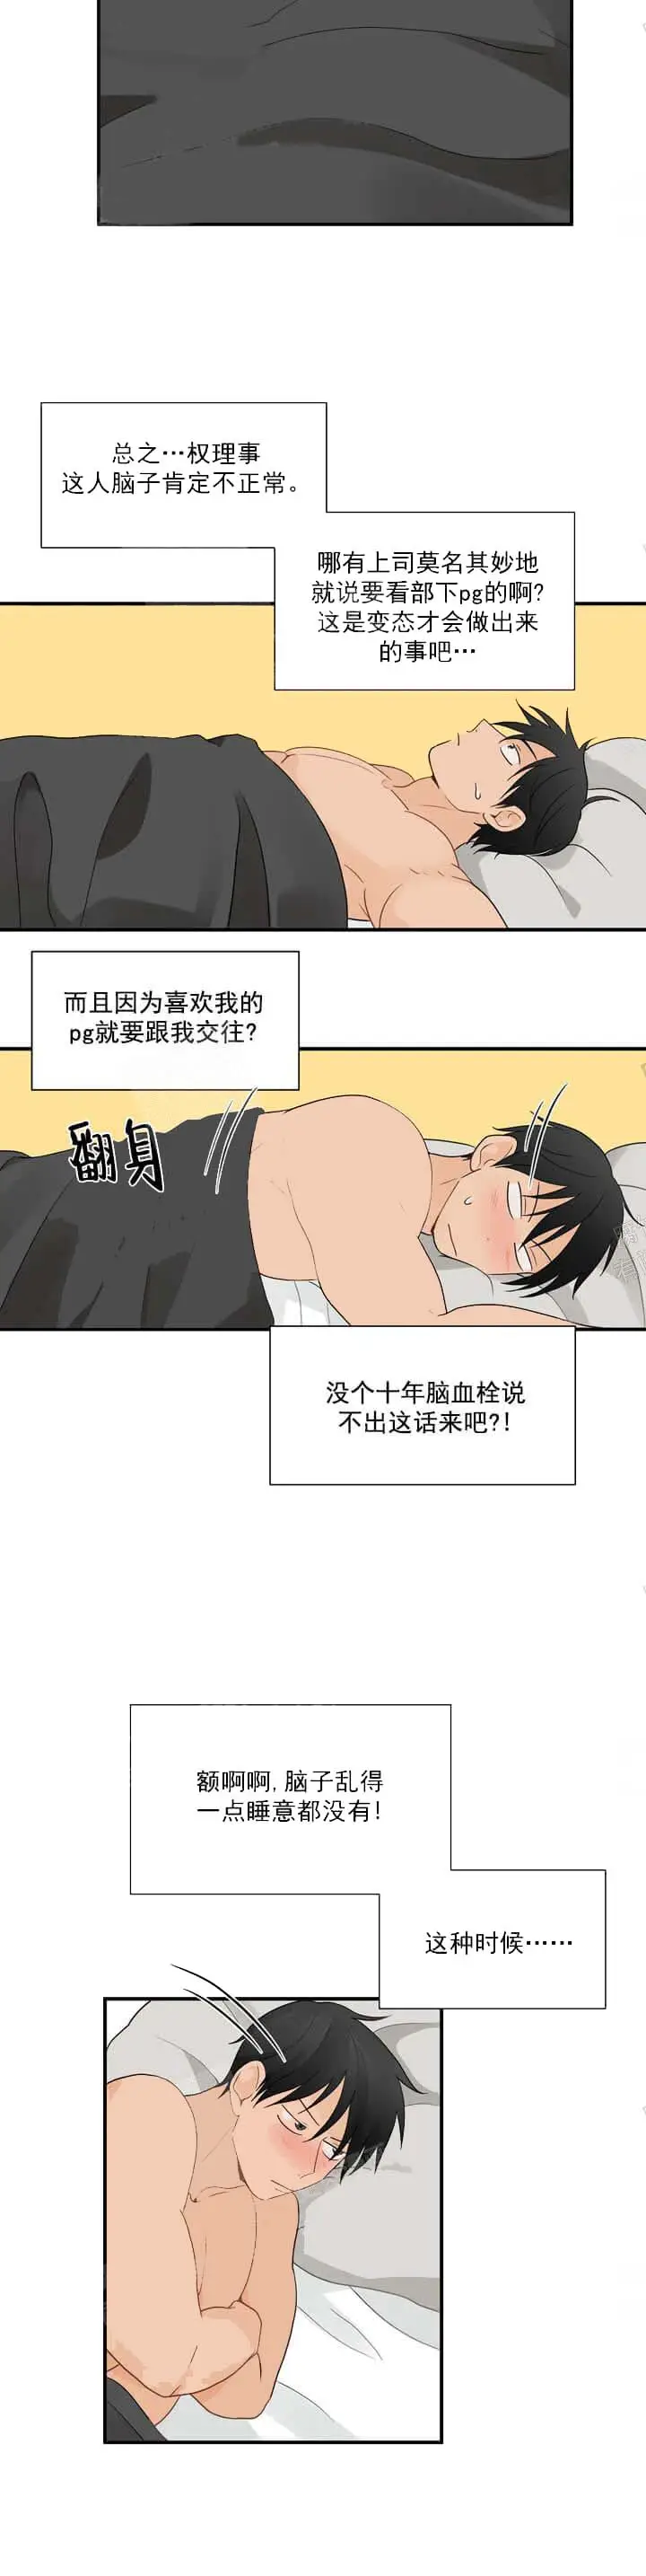 总之…权理事
这人脑子肯定不正常。
哪有上司莫名其妙地
就说要看部下pg的啊?
这是变态才会做出来
的事吧…
而且因为喜欢我的
pg就要跟我交往?
翻身
没个十年脑血栓说
不出这话来吧?!
额啊啊,脑子乱得
一点睡意都没有!
这种时候……